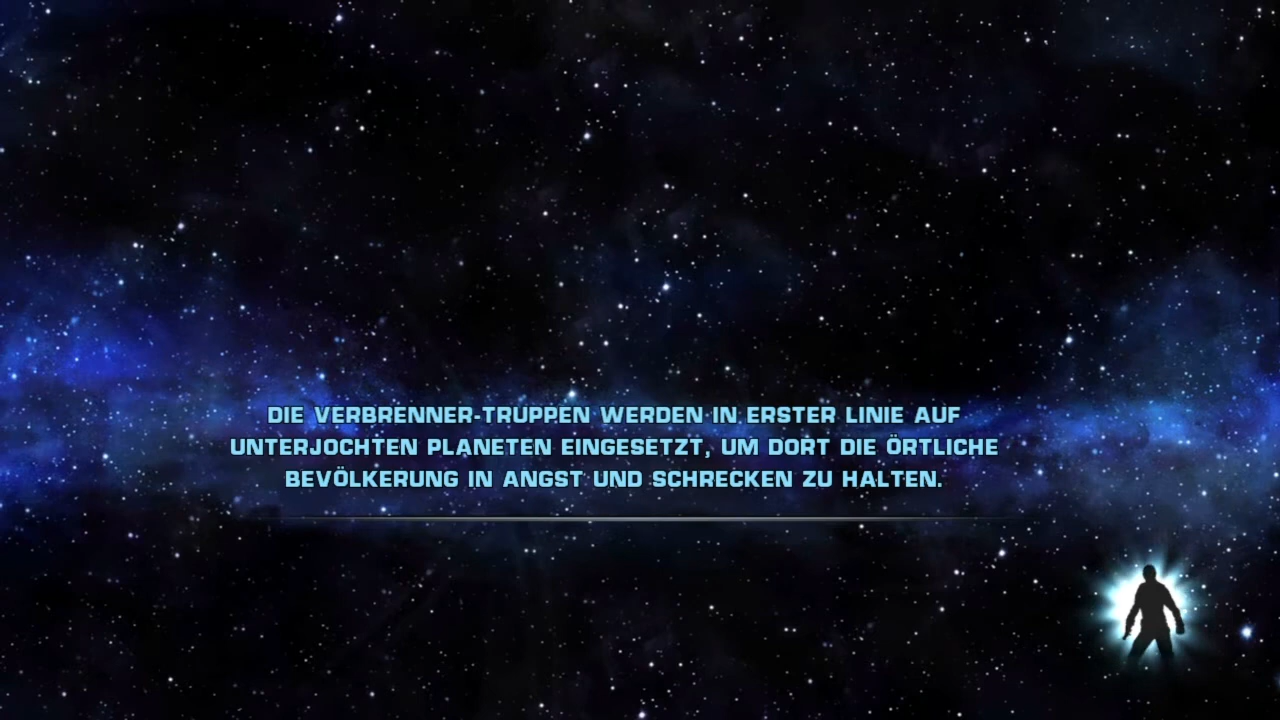 DIE VERBRENNER-TRUPPEN WERDEN IN ERSTER LINIE AUF
UNTERJOCHTEN PLANETEN EINGESETZT, UM DORT DIE ÖRTLICHE
BEVÖLKERUNG IN ANGST UND SCHRECKEN ZU HALTEN.